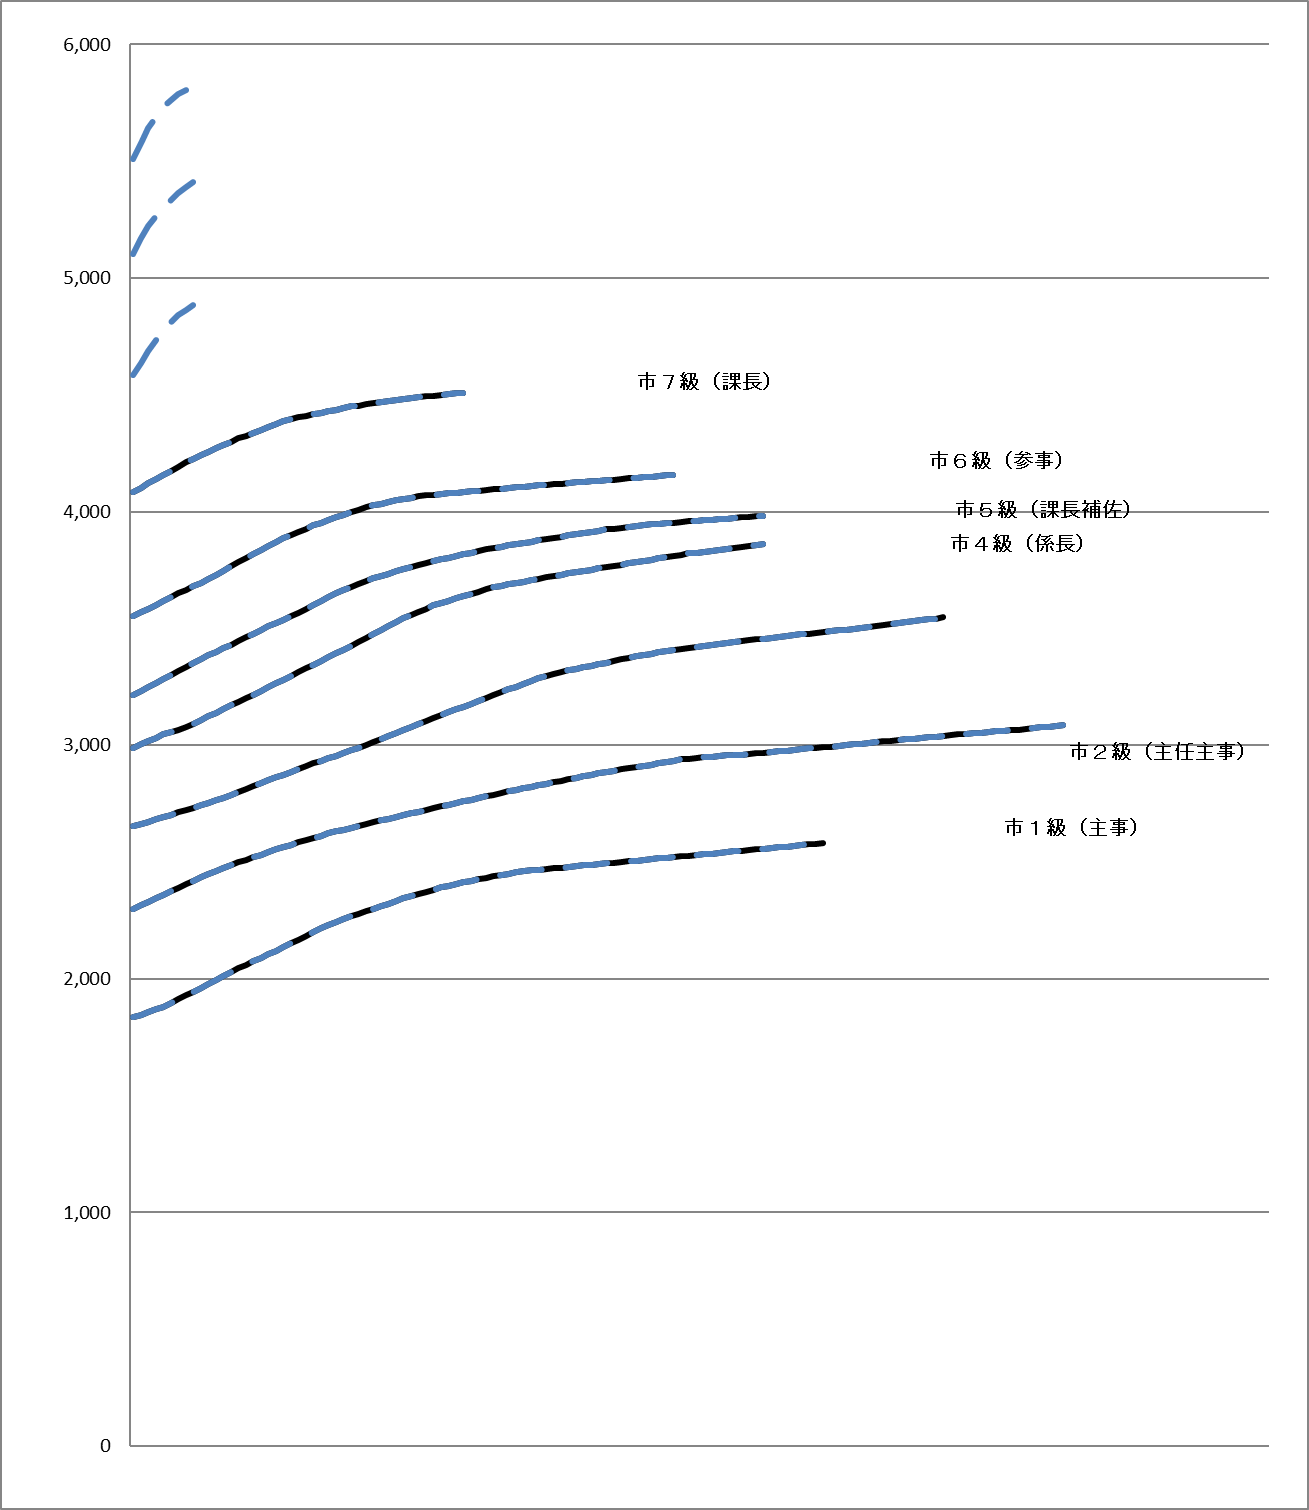 6,000
5,000
市７級（課長）
市６級（参事）
4,000
市５級（課長補佐）
市４級（係長）
3,000
市２級（主任主事）
市１級（主事）
2,000
1,000
0